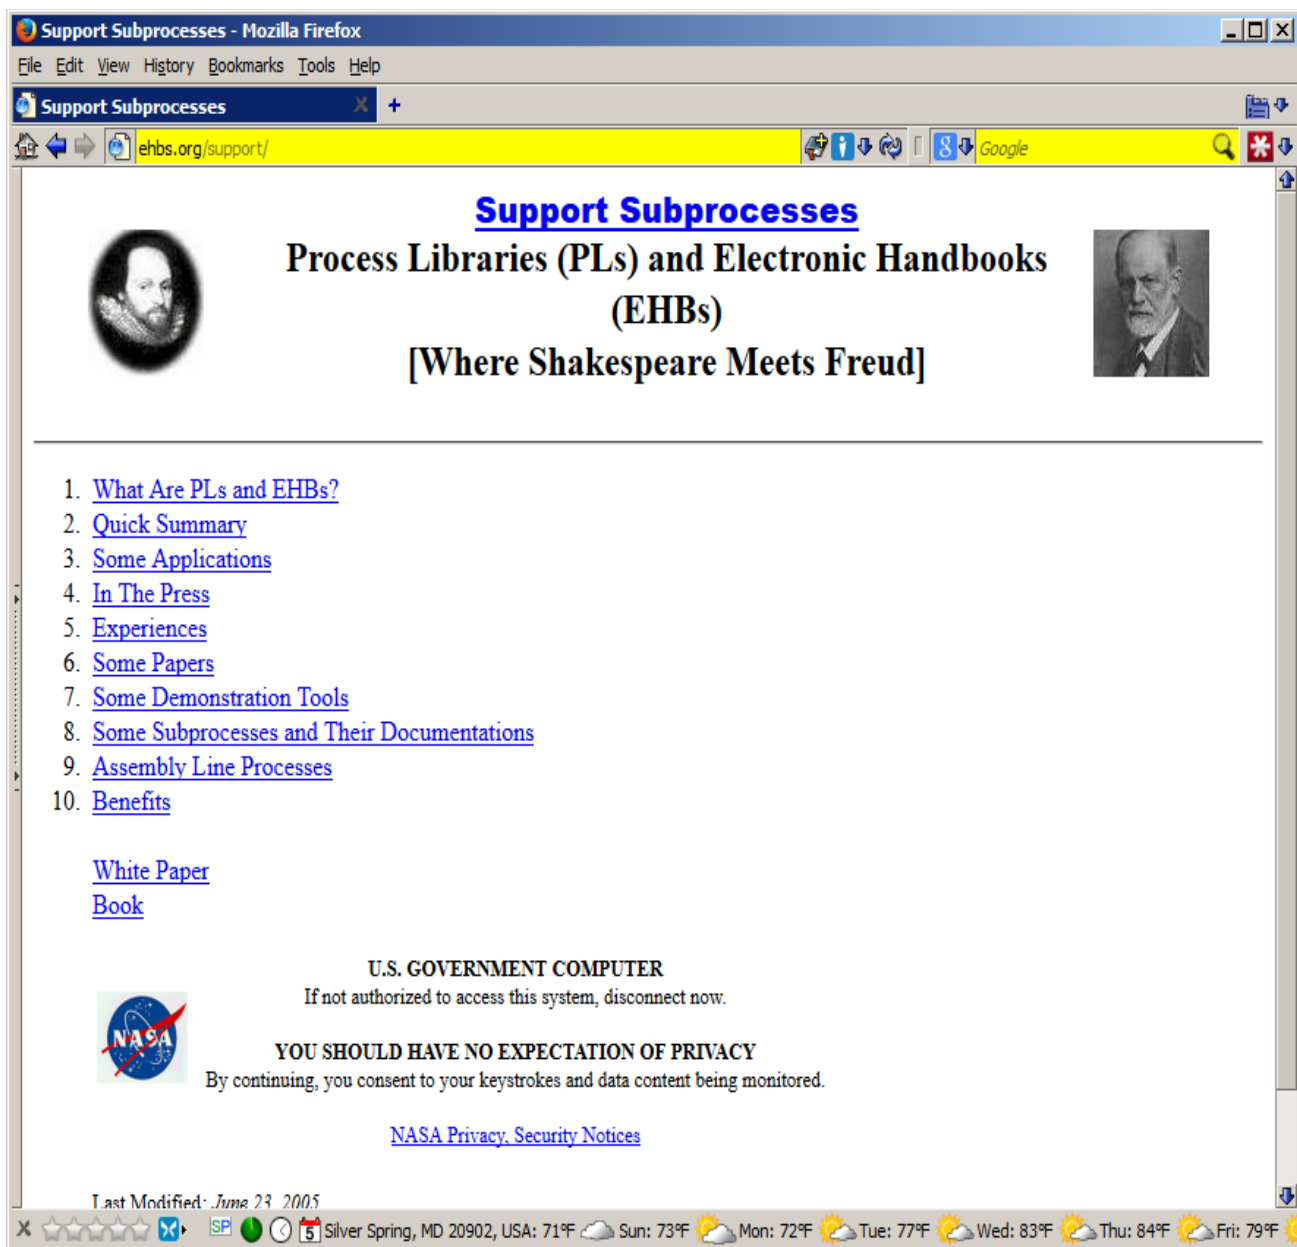 Support Subprocesses - Mozilla Firefox
File Edit View History Bookmarks Tools Help
Support Subprocesses X +
ehbs.org/support/
8 Google
Support Subprocesses
Process Libraries (PLs) and Electronic Handbooks
(EHBs)
[Where Shakespeare Meets Freud]
1. What Are PLs and EHBs?
2. Quick Summary
3. Some Applications
4. In The Press
5. Experiences
6. Some Papers
7. Some Demonstration Tools
8. Some Subprocesses and Their Documentations
9. Assembly Line Processes
10. Benefits
White Paper
Book
U.S. GOVERNMENT COMPUTER
If not authorized to access this system, disconnect now.
NASA
YOU SHOULD HAVE NO EXPECTATION OF PRIVACY
By continuing, you consent to your keystrokes and data content being monitored.
NASA Privacy, Security Notices
Last Modified: June 23, 2005
X SP 5 Silver Spring, MD 20902, USA: 71°F Sun: 73°F Mon: 72°F Tue: 77°F Wed: 83°F Thu: 84°F Fri: 79°F